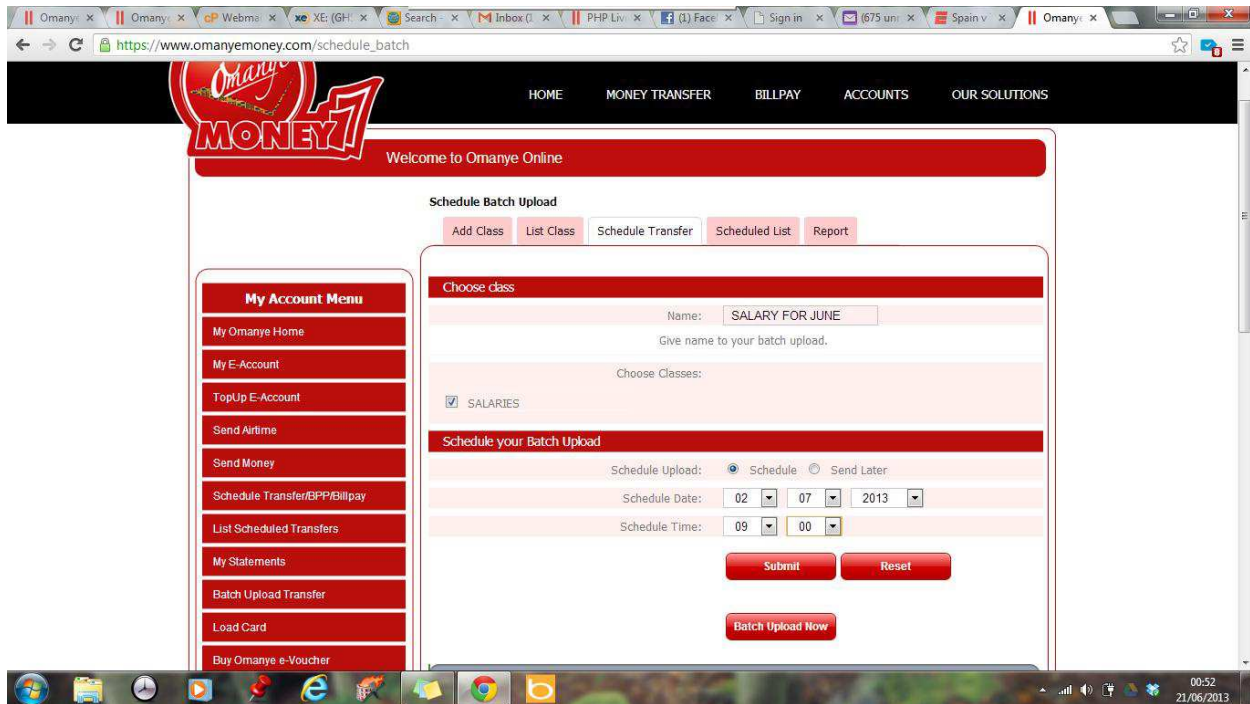 Omanye
Omanye
cP Webma
xe XE: (GH
Search -
Inbox (1
PHP Liv
(1) Face
Sign in
(675 unr
Spain v
Omanye
https://www.omanyemoney.com/schedule_batch
Omanye
MONEY
HOME MONEY TRANSFER BILLPAY ACCOUNTS OUR SOLUTIONS
Welcome to Omanye Online
Schedule Batch Upload
Add Class List Class Schedule Transfer Scheduled List Report
My Account Menu
My Omanye Home
My E-Account
TopUp E-Account
Send Airtime
Send Money
Schedule Transfer/BPP/Billpay
List Scheduled Transfers
My Statements
Batch Upload Transfer
Load Card
Buy Omanye e-Voucher
Choose class
Name: SALARY FOR JUNE
Give name to your batch upload.
Choose Classes:
SALARIES
Schedule your Batch Upload
Schedule Upload: Schedule Send Later
Schedule Date: 02 07 2013
Schedule Time: 09 00
Submit Reset
Batch Upload Now
00:52
21/06/2013